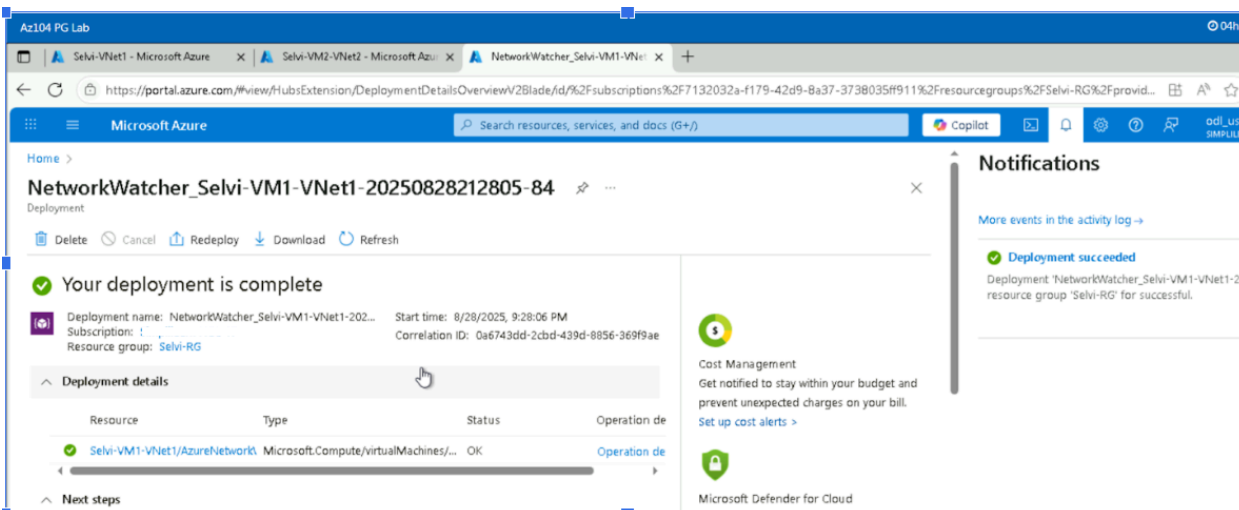 Az104 PG Lab
04h
Selvi-VNet1 - Microsoft Azure
Selvi-VM2-VNet2 - Microsoft Azu
NetworkWatcher_Selvi-VM1-VNet
https://portal.azure.com/#view/HubsExtension/DeploymentDetailsOverviewV2Blade/id/%2Fsubscriptions%2F7132032a-f179-42d9-8a37-3738035ff911%2Fresourcegroups%2FSelvi-RG%2Fprovid...
Microsoft Azure
Search resources, services, and docs (G+/)
Copilot
odl_us
SIMPLIL
Home >
NetworkWatcher_Selvi-VM1-VNet1-20250828212805-84
Deployment
Delete
Cancel
Redeploy
Download
Refresh
Your deployment is complete
Deployment name: NetworkWatcher_Selvi-VM1-VNet1-202...
Subscription:
Resource group: Selvi-RG
Start time: 8/28/2025, 9:28:06 PM
Correlation ID: 0a6743dd-2cbd-439d-8856-369f9ae
Deployment details
Resource Type Status Operation de
Selvi-VM1-VNet1/AzureNetwork Microsoft.Compute/virtualMachines/... OK Operation de
Next steps
$
Cost Management
Get notified to stay within your budget and
prevent unexpected charges on your bill.
Set up cost alerts >
Microsoft Defender for Cloud
Notifications
More events in the activity log →
Deployment succeeded
Deployment 'NetworkWatcher_Selvi-VM1-VNet1-2
resource group 'Selvi-RG' for successful.